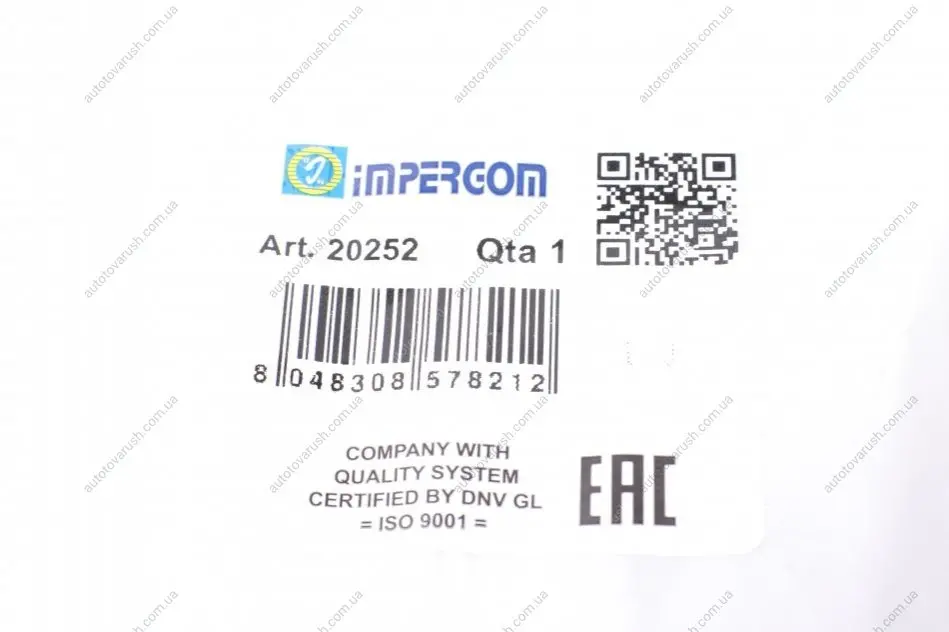 iMPERGOM
Art. 20252 Qta 1
8 048308 578212
COMPANY WITH
QUALITY SYSTEM
CERTIFIED BY DNV GL
= ISO 9001 =
EAC
autotovarush.com.ua